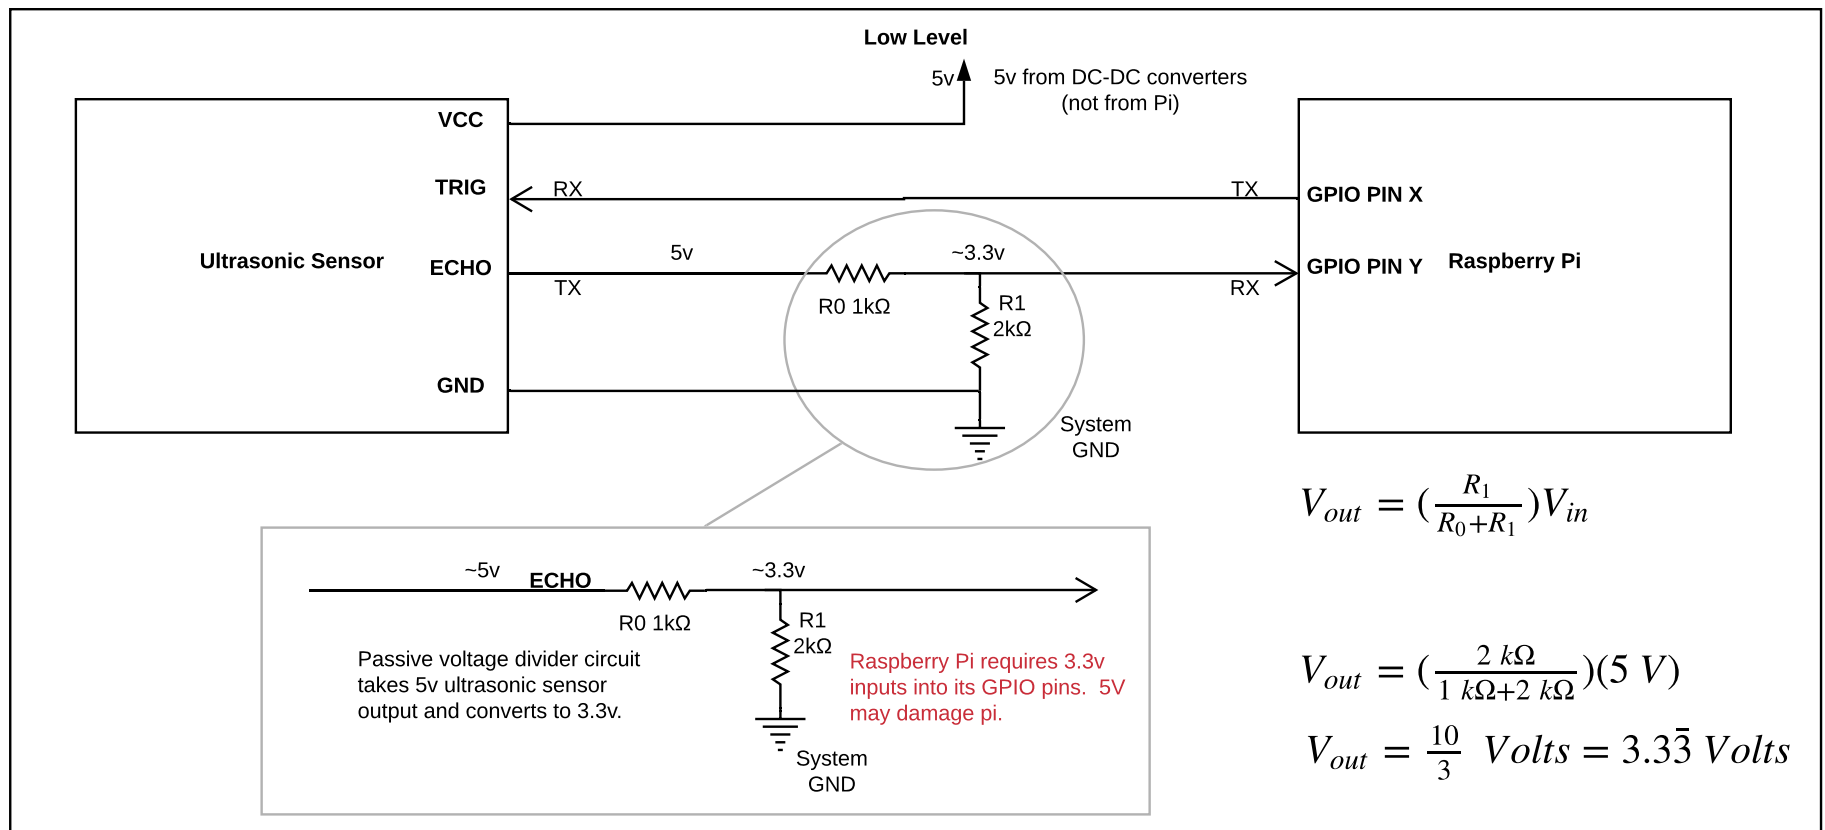 Low Level
5v
5v from DC-DC converters
(not from Pi)
VCC
TRIG
RX
TX
GPIO PIN X
Ultrasonic Sensor
ECHO
5v
~3.3v
GPIO PIN Y
Raspberry Pi
TX
RX
R0 1kΩ
R1
2kΩ
GND
System
GND
V_out = (R_1/(R_0+R_1))V_in
~5v
ECHO
~3.3v
R0 1kΩ
R1
2kΩ
Passive voltage divider circuit
takes 5v ultrasonic sensor
output and converts to 3.3v.
Raspberry Pi requires 3.3v
inputs into its GPIO pins.  5V
may damage pi.
System
GND
V_out = (2 kΩ/(1 kΩ+2 kΩ))(5 V)
V_out = 10/3 Volts = 3.33̄ Volts